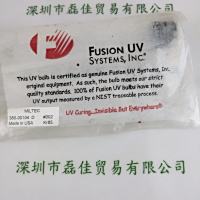 深圳市磊佳贸易有限公司
FUSION UV
SYSTEMS, INC.
This UV bulb is certified as genuine Fusion UV Systems, Inc.
original equipment. As such, the bulb meets our strict
quality standards. 100% of Fusion UV bulbs have their
UV output measured by a NIST traceable process.
MILTEC
Made in USA
UV Curing...Invisible But Everywhere!
深圳市磊佳贸易有限公司